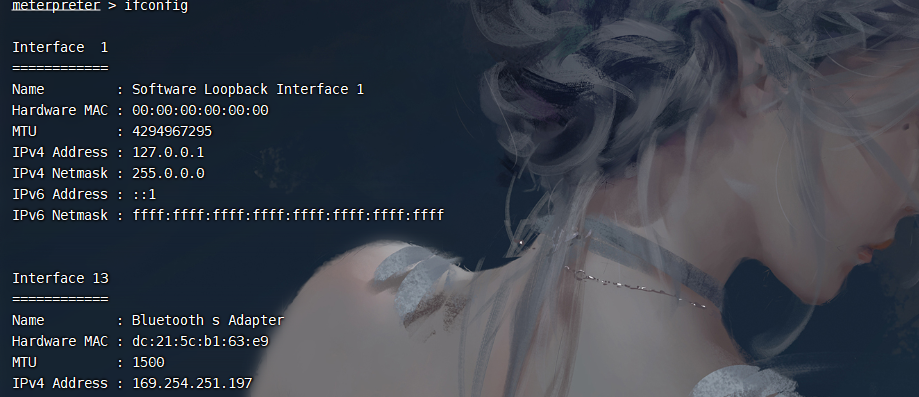 meterpreter > ifconfig
Interface  1
============
Name         : Software Loopback Interface 1
Hardware MAC : 00:00:00:00:00:00
MTU          : 4294967295
IPv4 Address : 127.0.0.1
IPv4 Netmask : 255.0.0.0
IPv6 Address : ::1
IPv6 Netmask : ffff:ffff:ffff:ffff:ffff:ffff:ffff:ffff
Interface 13
============
Name         : Bluetooth s Adapter
Hardware MAC : dc:21:5c:b1:63:e9
MTU          : 1500
IPv4 Address : 169.254.251.197